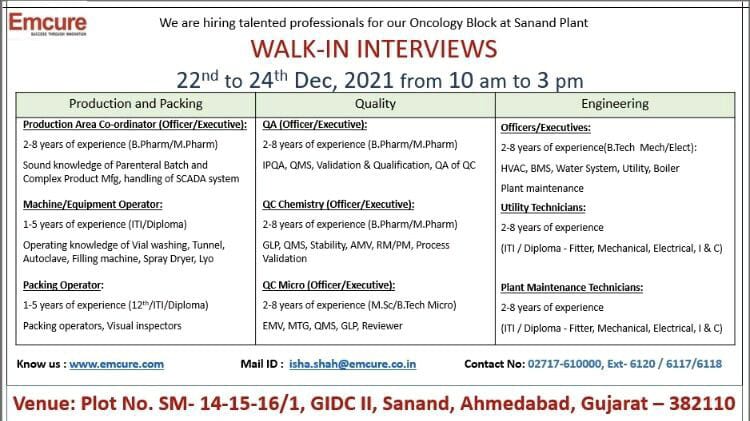 Emcure
SUCCESS THROUGH INNOVATION
We are hiring talented professionals for our Oncology Block at Sanand Plant
WALK-IN INTERVIEWS
22nd to 24th Dec, 2021 from 10 am to 3 pm
Production and Packing
Production Area Co-ordinator (Officer/Executive):
2-8 years of experience (B.Pharm/M.Pharm)
Sound knowledge of Parenteral Batch and
Complex Product Mfg, handling of SCADA system
Machine/Equipment Operator:
1-5 years of experience (ITI/Diploma)
Operating knowledge of Vial washing, Tunnel,
Autoclave, Filling machine, Spray Dryer, Lyo
Packing Operator:
1-5 years of experience (12th/ITI/Diploma)
Packing operators, Visual inspectors
Quality
QA (Officer/Executive):
2-8 years of experience (B.Pharm/M.Pharm)
IPQA, QMS, Validation & Qualification, QA of QC
QC Chemistry (Officer/Executive):
2-8 years of experience (B.Pharm/M.Pharm)
GLP, QMS, Stability, AMV, RM/PM, Process
Validation
QC Micro (Officer/Executive):
2-8 years of experience (M.Sc/B.Tech Micro)
EMV, MTG, QMS, GLP, Reviewer
Engineering
Officers/Executives:
2-8 years of experience(B.Tech Mech/Elect):
HVAC, BMS, Water System, Utility, Boiler
Plant maintenance
Utility Technicians:
2-8 years of experience
(ITI / Diploma - Fitter, Mechanical, Electrical, I & C)
Plant Maintenance Technicians:
2-8 years of experience
(ITI / Diploma - Fitter, Mechanical, Electrical, I & C)
Know us : www.emcure.com Mail ID : isha.shah@emcure.co.in Contact No: 02717-610000, Ext- 6120 / 6117/6118
Venue: Plot No. SM- 14-15-16/1, GIDC II, Sanand, Ahmedabad, Gujarat – 382110